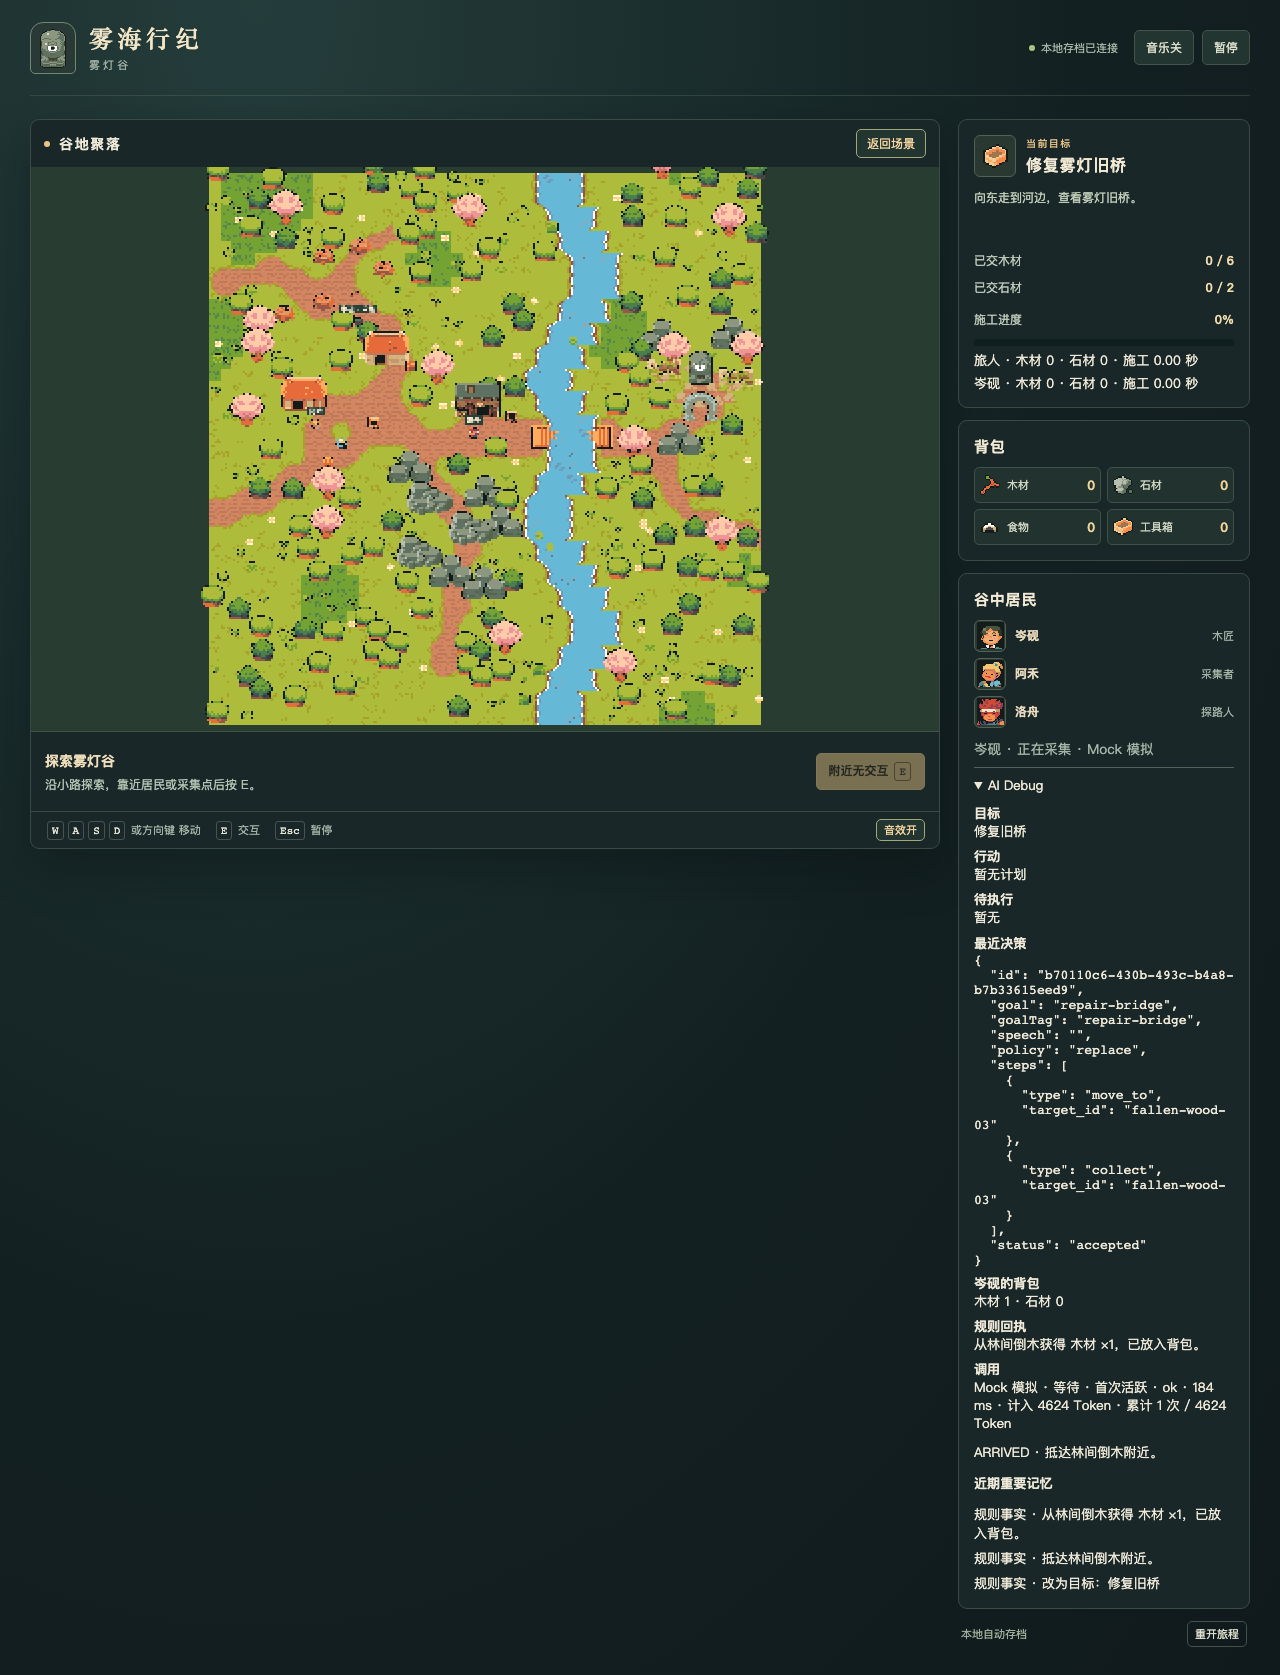 雾海行纪
雾灯谷
本地存档已连接
音乐关
暂停
谷地聚落
返回场景
探索雾灯谷
沿小路探索，靠近居民或采集点后按 E。
附近无交互 E
W A S D 或方向键 移动 E 交互 Esc 暂停
音效开
当前目标
修复雾灯旧桥
向东走到河边，查看雾灯旧桥。
已交木材 0 / 6
已交石材 0 / 2
施工进度 0%
旅人 · 木材 0 · 石材 0 · 施工 0.00 秒
岑砚 · 木材 0 · 石材 0 · 施工 0.00 秒
背包
木材 0
石材 0
食物 0
工具箱 0
谷中居民
岑砚 木匠
阿禾 采集者
洛舟 探路人
岑砚 · 正在采集 · Mock 模拟
▼ AI Debug
目标
修复旧桥
行动
暂无计划
待执行
暂无
最近决策
{
"id": "b70110c6-430b-493c-b4a8-
b7b33615eed9",
"goal": "repair-bridge",
"goalTag": "repair-bridge",
"speech": "",
"policy": "replace",
"steps": [
{
"type": "move_to",
"target_id": "fallen-wood-
03"
},
{
"type": "collect",
"target_id": "fallen-wood-
03"
}
],
"status": "accepted"
}
岑砚的背包
木材 1 · 石材 0
规则回执
从林间倒木获得 木材 ×1，已放入背包。
调用
Mock 模拟 · 等待 · 首次活跃 · ok · 184
ms · 计入 4624 Token · 累计 1 次 / 4624
Token
ARRIVED · 抵达林间倒木附近。
近期重要记忆
规则事实 · 从林间倒木获得 木材 ×1，已放
入背包。
规则事实 · 抵达林间倒木附近。
规则事实 · 改为目标：修复旧桥
本地自动存档
重开旅程